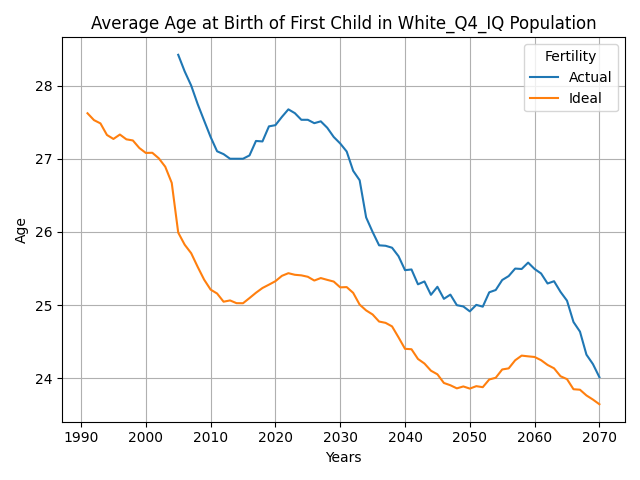 Average Age at Birth of First Child in White_Q4_IQ Population
Fertility
Actual
Ideal
28
27
26
25
24
Age
1990 2000 2010 2020 2030 2040 2050 2060 2070
Years